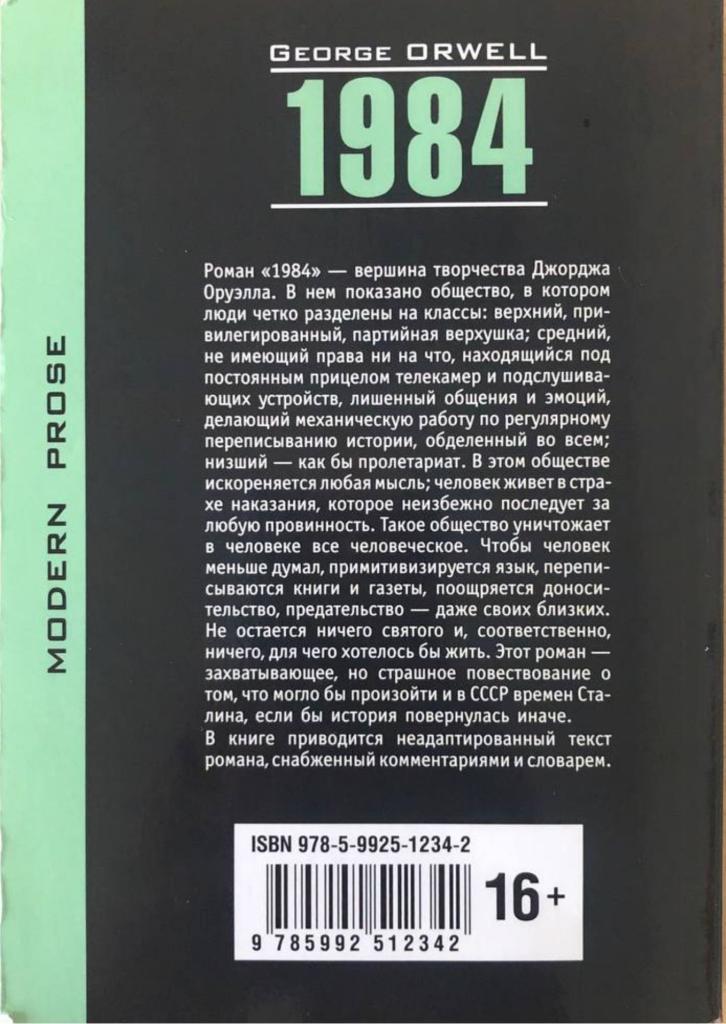 GEORGE ORWELL
1984
Роман «1984» — вершина творчества Джорджа
Оруэлла. В нем показано общество, в котором
люди четко разделены на классы: верхний, при-
вилегированный, партийная верхушка; средний,
не имеющий права ни на что, находящийся под
постоянным прицелом телекамер и подслушива-
ющих устройств, лишенный общения и эмоций,
делающий механическую работу по регулярному
переписыванию истории, обделенный во всем;
низший — как бы пролетариат. В этом обществе
искореняется любая мысль; человек живет в стра-
хе наказания, которое неизбежно последует за
любую провинность. Такое общество уничтожает
в человеке все человеческое. Чтобы человек
меньше думал, примитивизируется язык, перепи-
сываются книги и газеты, поощряется доноси-
тельство, предательство — даже своих близких.
Не остается ничего святого и, соответственно,
ничего, для чего хотелось бы жить. Этот роман —
захватывающее, но страшное повествование о
том, что могло бы произойти и в СССР времен Ста-
лина, если бы история повернулась иначе.
В книге приводится неадаптированный текст
романа, снабженный комментариями и словарем.
MODERN PROSE
ISBN 978-5-9925-1234-2
9 785992 512342
16+